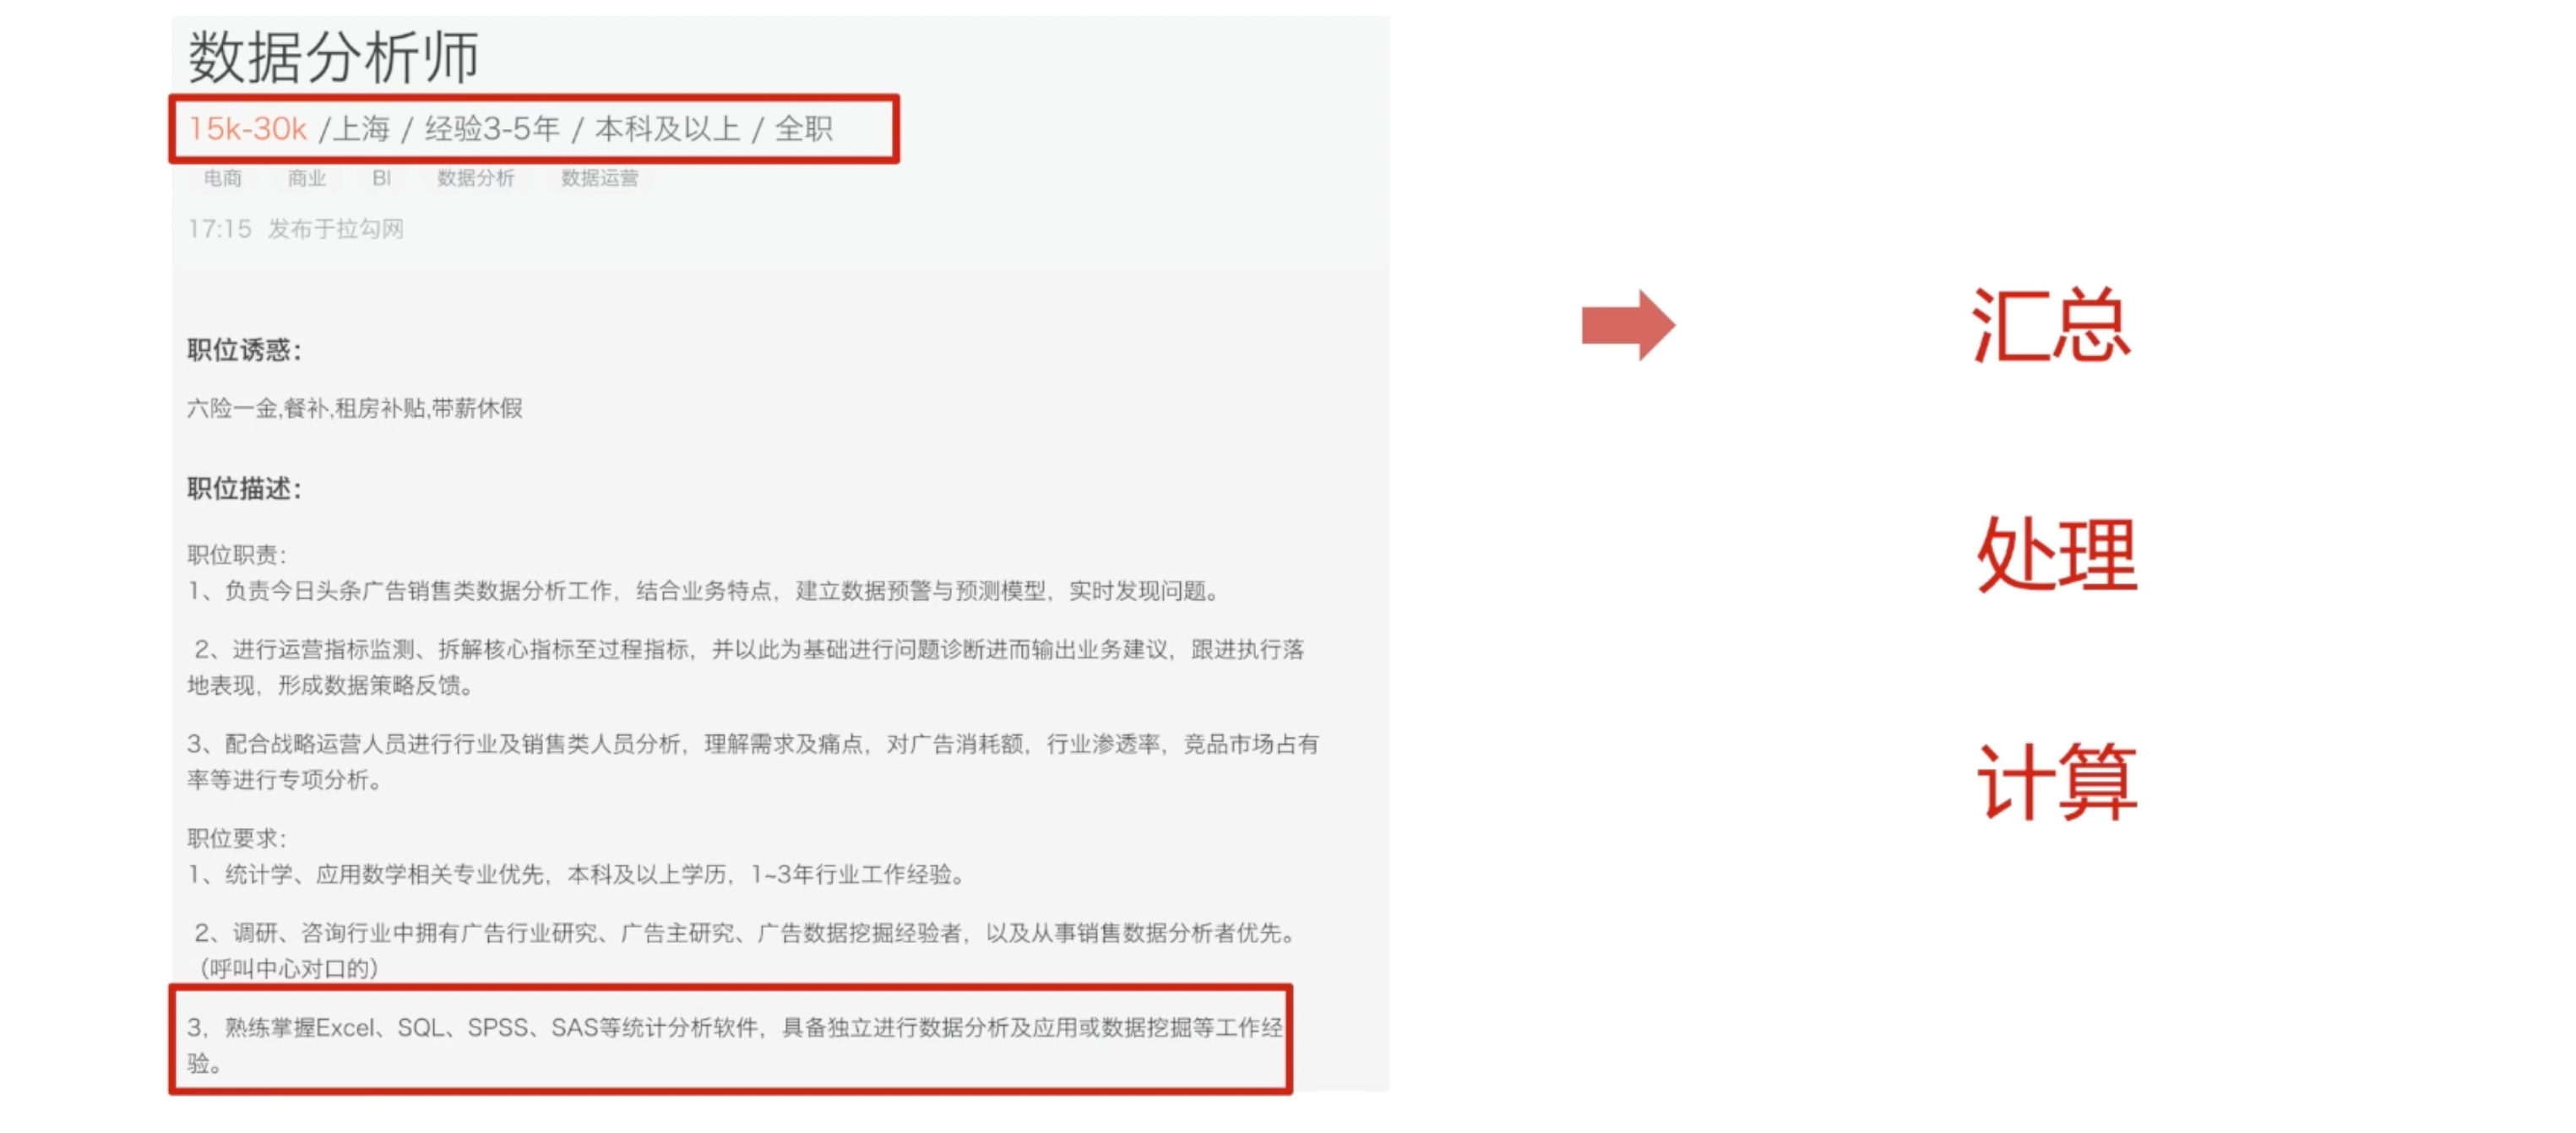 数据分析师
15k-30k /上海 / 经验3-5年 / 本科及以上 / 全职
电商 商业 BI 数据分析 数据运营
17:15 发布于拉勾网
职位诱惑：
六险一金,餐补,租房补贴,带薪休假
职位描述：
职位职责：
1、负责今日头条广告销售类数据分析工作，结合业务特点，建立数据预警与预测模型，实时发现问题。
2、进行运营指标监测、拆解核心指标至过程指标，并以此为基础进行问题诊断进而输出业务建议，跟进执行落
地表现，形成数据策略反馈。
3、配合战略运营人员进行行业及销售类人员分析，理解需求及痛点，对广告消耗额，行业渗透率，竞品市场占有
率等进行专项分析。
职位要求：
1、统计学、应用数学相关专业优先，本科及以上学历，1~3年行业工作经验。
2、调研、咨询行业中拥有广告行业研究、广告主研究、广告数据挖掘经验者，以及从事销售数据分析者优先。
（呼叫中心对口的）
3，熟练掌握Excel、SQL、SPSS、SAS等统计分析软件，具备独立进行数据分析及应用或数据挖掘等工作经
验。
汇总
处理
计算